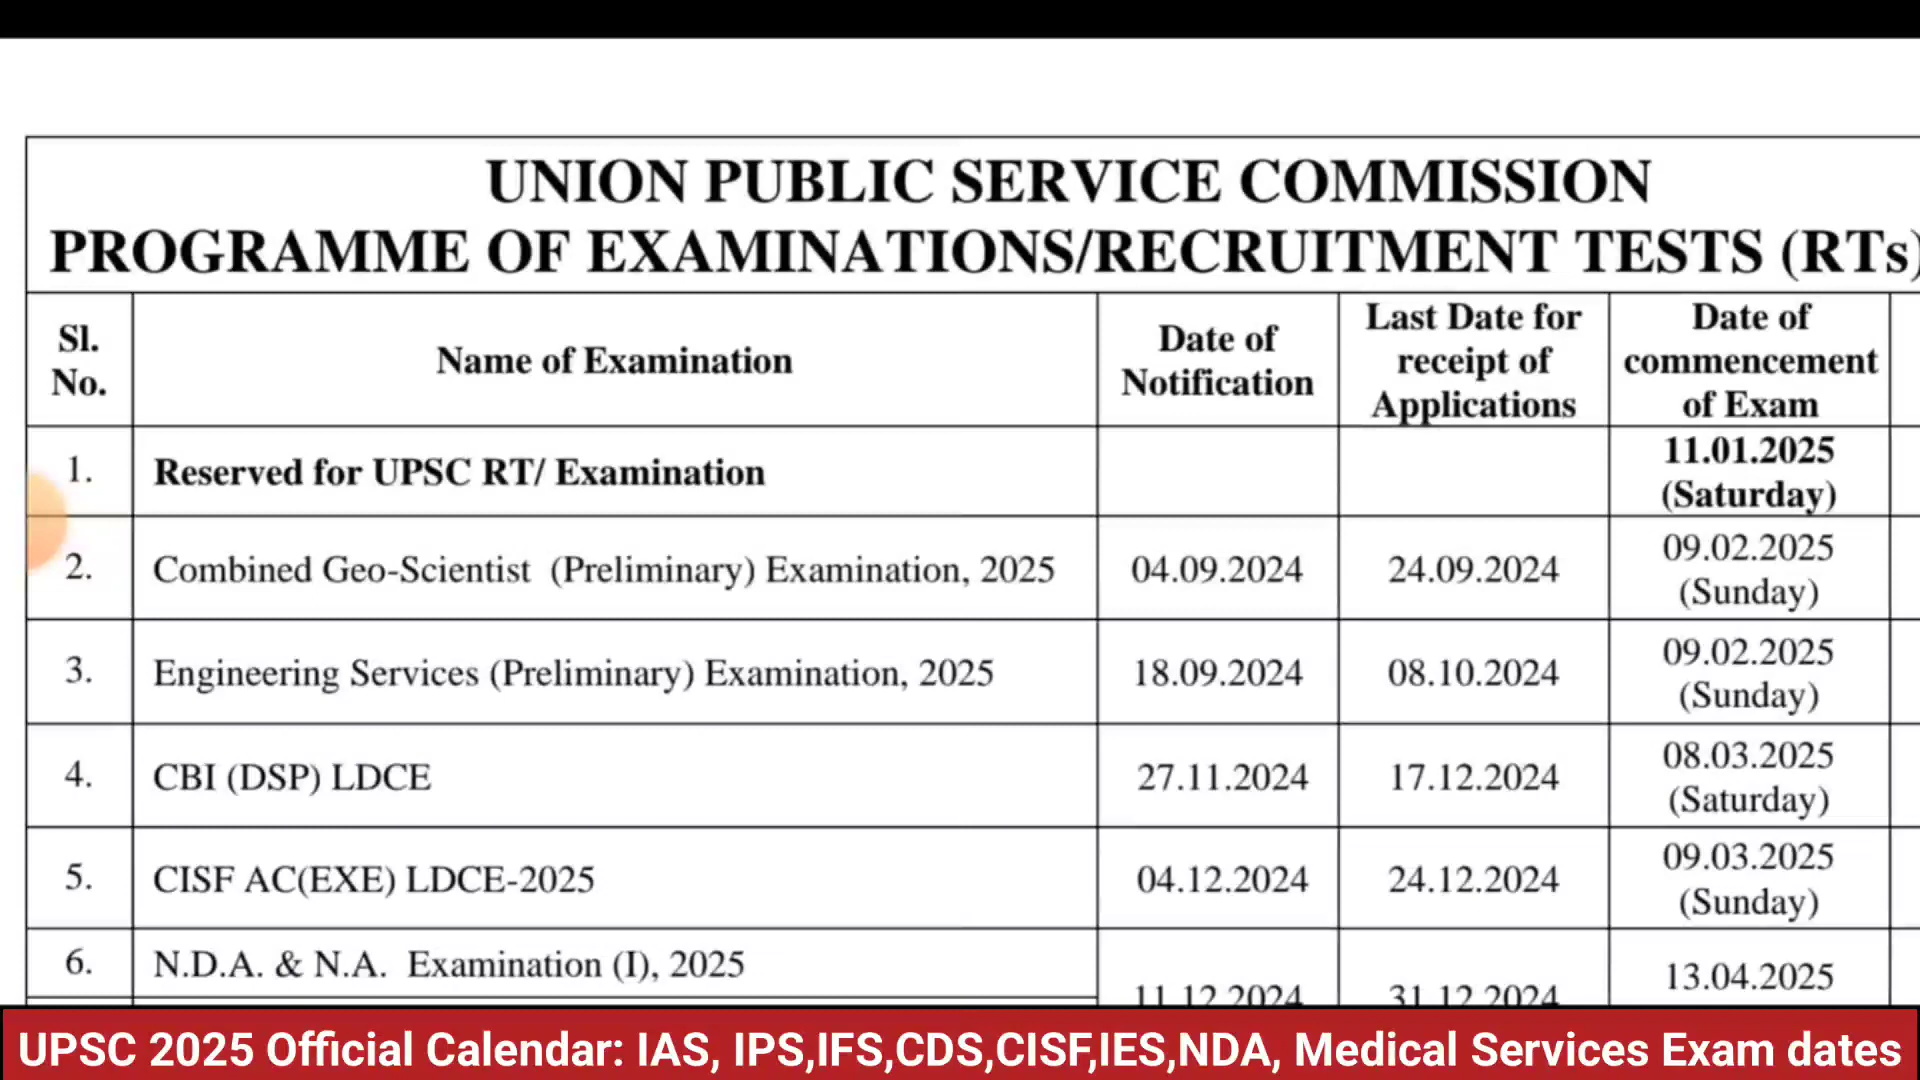 UNION PUBLIC SERVICE COMMISSION
PROGRAMME OF EXAMINATIONS/RECRUITMENT TESTS (RTs)
Sl. No. Name of Examination Date of Notification Last Date for receipt of Applications Date of commencement of Exam
1. Reserved for UPSC RT/ Examination 11.01.2025 (Saturday)
2. Combined Geo-Scientist (Preliminary) Examination, 2025 04.09.2024 24.09.2024 09.02.2025 (Sunday)
3. Engineering Services (Preliminary) Examination, 2025 18.09.2024 08.10.2024 09.02.2025 (Sunday)
4. CBI (DSP) LDCE 27.11.2024 17.12.2024 08.03.2025 (Saturday)
5. CISF AC(EXE) LDCE-2025 04.12.2024 24.12.2024 09.03.2025 (Sunday)
6. N.D.A. & N.A. Examination (I), 2025 11.12.2024 31.12.2024 13.04.2025
UPSC 2025 Official Calendar: IAS, IPS,IFS,CDS,CISF,IES,NDA, Medical Services Exam dates